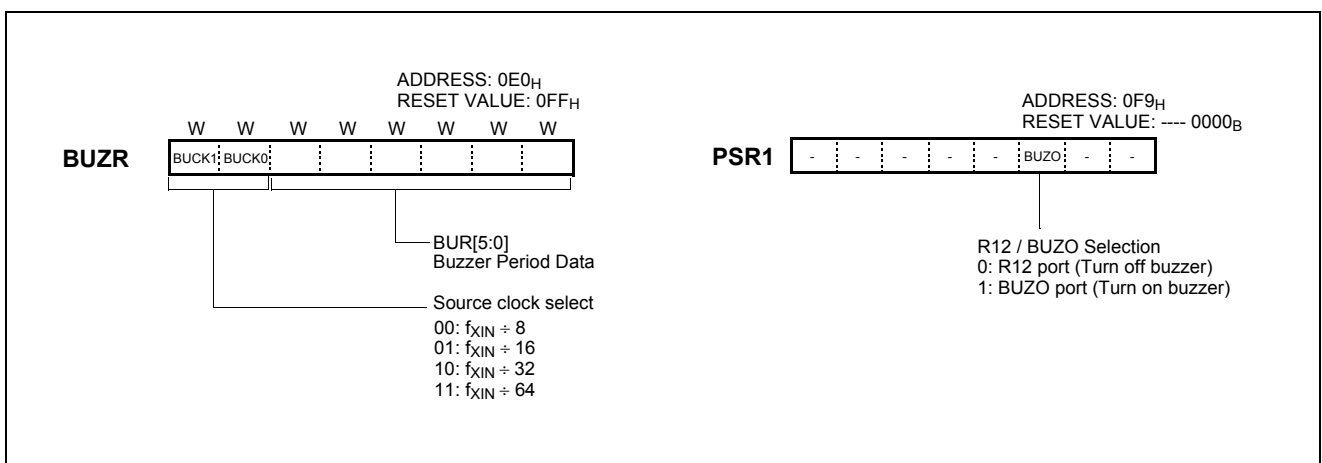 ADDRESS: 0E0H
RESET VALUE: 0FFH
W W W W W W W W
BUZR
BUCK1 BUCK0
BUR[5:0]
Buzzer Period Data
Source clock select
00: fXIN ÷ 8
01: fXIN ÷ 16
10: fXIN ÷ 32
11: fXIN ÷ 64
ADDRESS: 0F9H
RESET VALUE: ---- 0000B
PSR1
- - - - - BUZO - -
R12 / BUZO Selection
0: R12 port (Turn off buzzer)
1: BUZO port (Turn on buzzer)